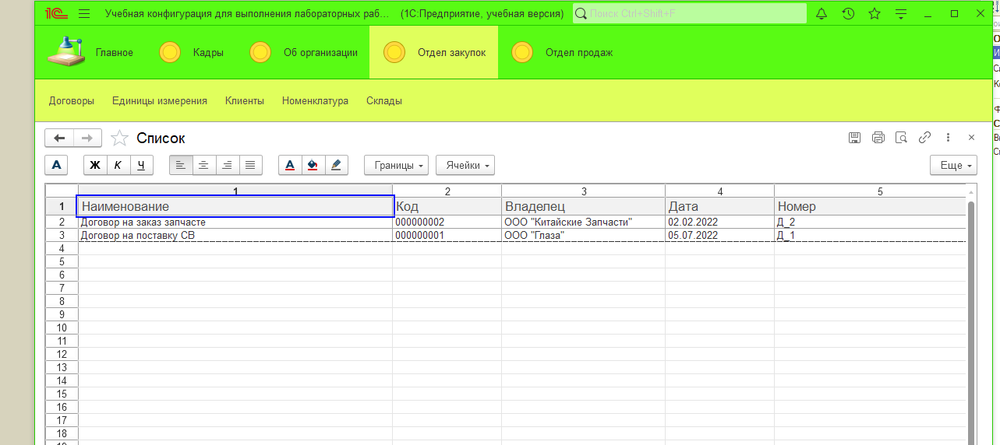 1С Учебная конфигурация для выполнения лабораторных раб... (1С:Предприятие, учебная версия) Поиск Ctrl+Shift+F
Главное Кадры Об организации Отдел закупок Отдел продаж
Договоры Единицы измерения Клиенты Номенклатура Склады
Список
А Ж К Ч А Границы Ячейки Еще
1 2 3 4 5
1 Наименование Код Владелец Дата Номер
2 Договор на заказ запчасте 000000002 ООО "Китайские Запчасти" 02.02.2022 Д_2
3 Договор на поставку СВ 000000001 ООО "Глаза" 05.07.2022 Д_1
4
5
6
7
8
9
10
11
12
13
14
15
16
17
18